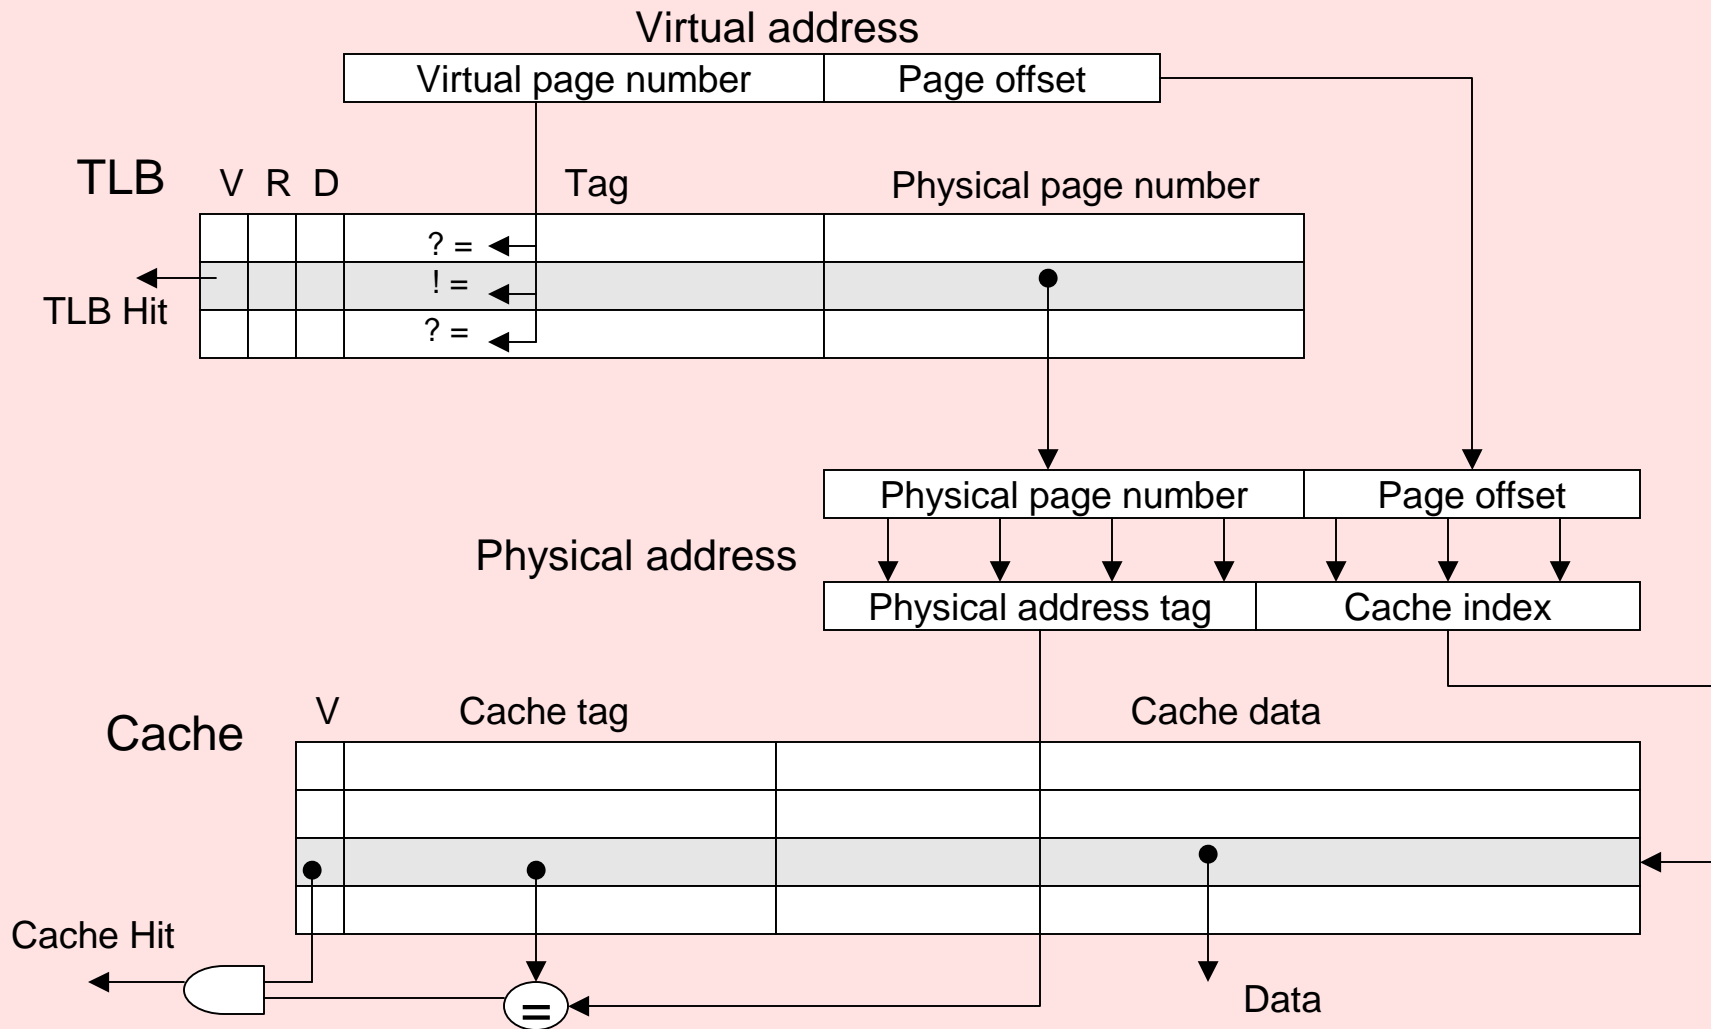 Virtual address
Virtual page number Page offset
TLB V R D Tag Physical page number
? =
! =
TLB Hit
? =
Physical page number Page offset
Physical address
Physical address tag Cache index
Cache V Cache tag Cache data
Cache Hit
=
Data